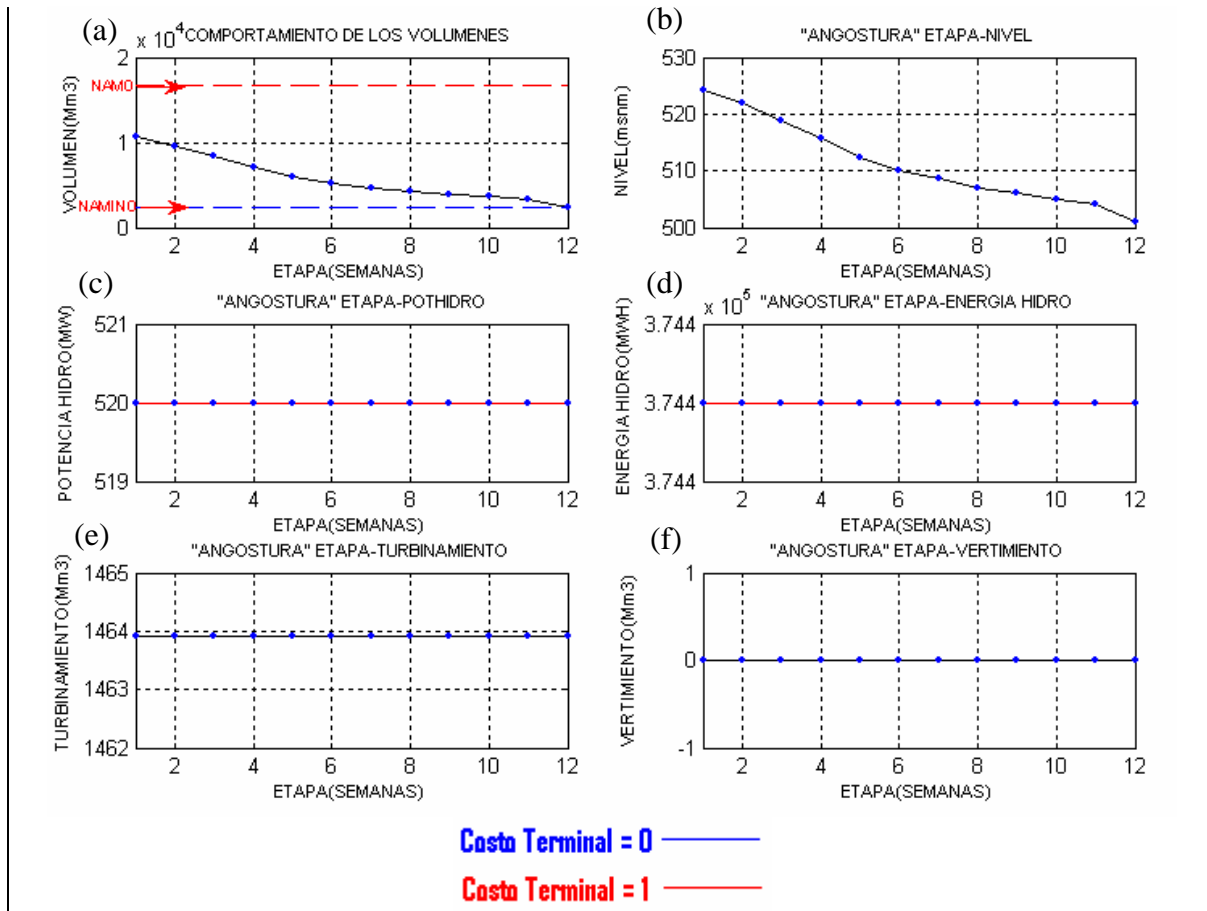 (a)
x 10^4 COMPORTAMIENTO DE LOS VOLUMENES
VOLUMEN(Mm3)
2
1
0
NAMO
NAMINO
2 4 6 8 10 12
ETAPA(SEMANAS)
(b)
"ANGOSTURA" ETAPA-NIVEL
NIVEL(msnm)
530
520
510
500
2 4 6 8 10 12
ETAPA(SEMANAS)
(c)
"ANGOSTURA" ETAPA-POTHIDRO
POTENCIA HIDRO(MW)
521
520
519
2 4 6 8 10 12
ETAPA(SEMANAS)
(d)
x 10^5 "ANGOSTURA" ETAPA-ENERGIA HIDRO
ENERGIA HIDRO(MWH)
3.744
3.744
3.744
2 4 6 8 10 12
ETAPA(SEMANAS)
(e)
"ANGOSTURA" ETAPA-TURBINAMIENTO
TURBINAMIENTO(Mm3)
1465
1464
1463
1462
2 4 6 8 10 12
ETAPA(SEMANAS)
(f)
"ANGOSTURA" ETAPA-VERTIMIENTO
VERTIMIENTO(Mm3)
1
0
-1
2 4 6 8 10 12
ETAPA(SEMANAS)
Costo Terminal = 0
Costo Terminal = 1